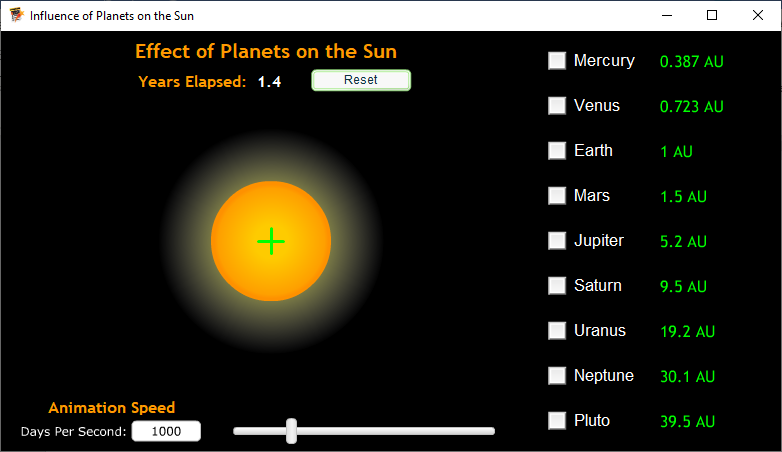 Influence of Planets on the Sun
Effect of Planets on the Sun
Years Elapsed: 1.4 Reset
Mercury 0.387 AU
Venus 0.723 AU
Earth 1 AU
Mars 1.5 AU
Jupiter 5.2 AU
Saturn 9.5 AU
Uranus 19.2 AU
Neptune 30.1 AU
Pluto 39.5 AU
Animation Speed
Days Per Second: 1000